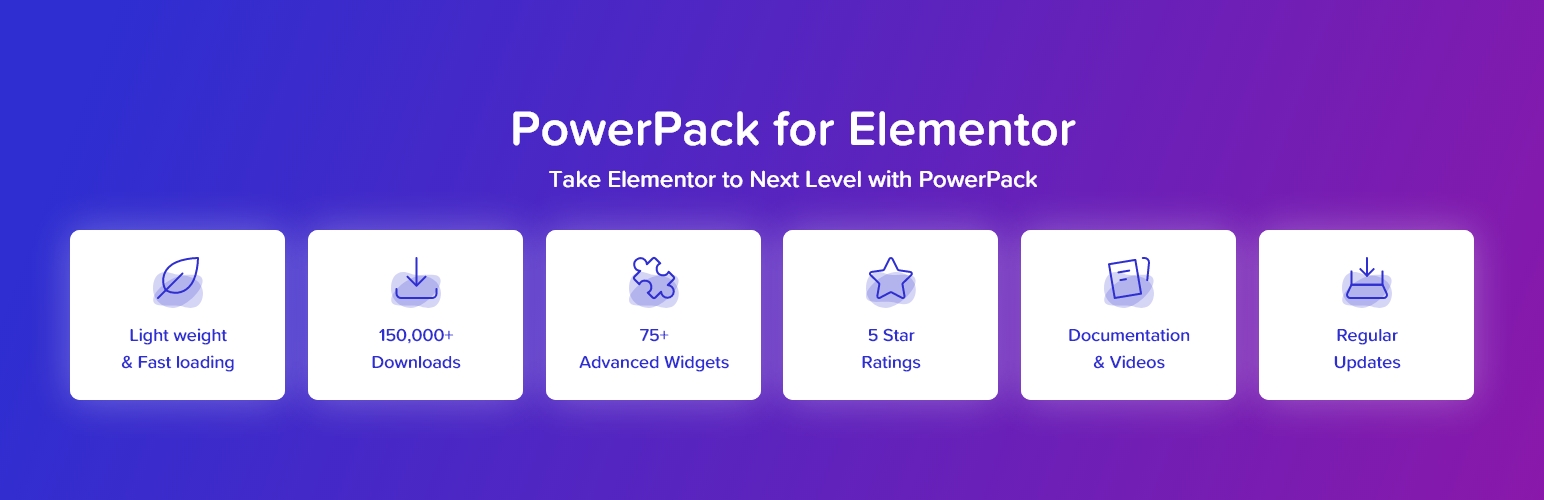 PowerPack for Elementor
Take Elementor to Next Level with PowerPack
Light weight
& Fast loading
150,000+
Downloads
75+
Advanced Widgets
5 Star
Ratings
Documentation
& Videos
Regular
Updates